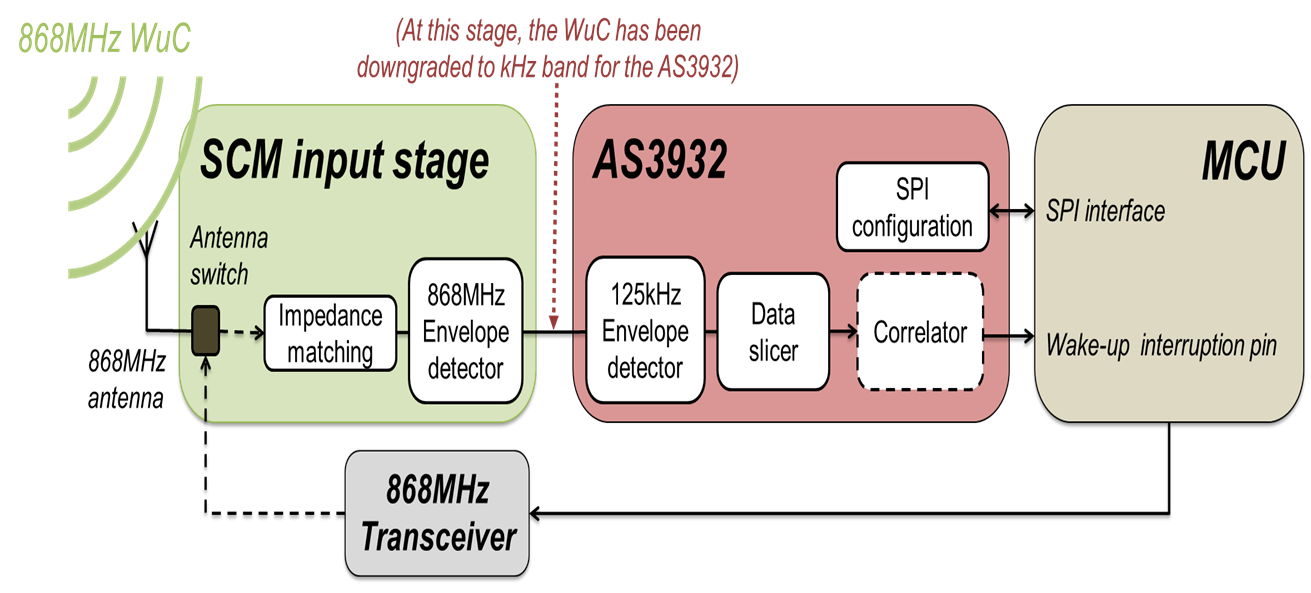 868MHz WuC
(At this stage, the WuC has been
downgraded to kHz band for the AS3932)
SCM input stage
Antenna
switch
Impedance
matching
868MHz
Envelope
detector
868MHz
antenna
AS3932
SPI
configuration
125kHz
Envelope
detector
Data
slicer
Correlator
MCU
SPI interface
Wake-up interruption pin
868MHz
Transceiver